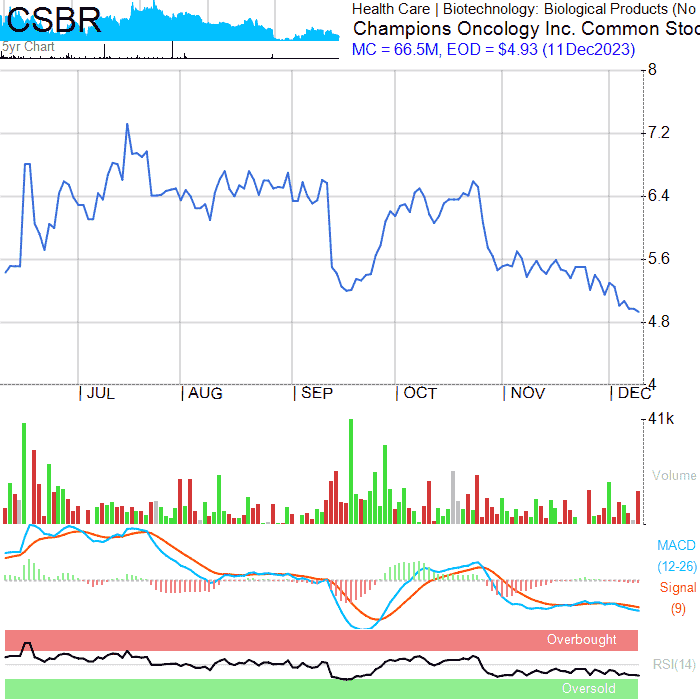 CSBR
5yr Chart
Health Care | Biotechnology: Biological Products (No
Champions Oncology Inc. Common Stoc
MC = 66.5M, EOD = $4.93 (11Dec2023)
8
7.2
6.4
5.6
4.8
4
| JUL
| AUG
| SEP
| OCT
| NOV
| DEC
41k
Volume
MACD
(12-26)
Signal
(9)
Overbought
RSI(14)
Oversold